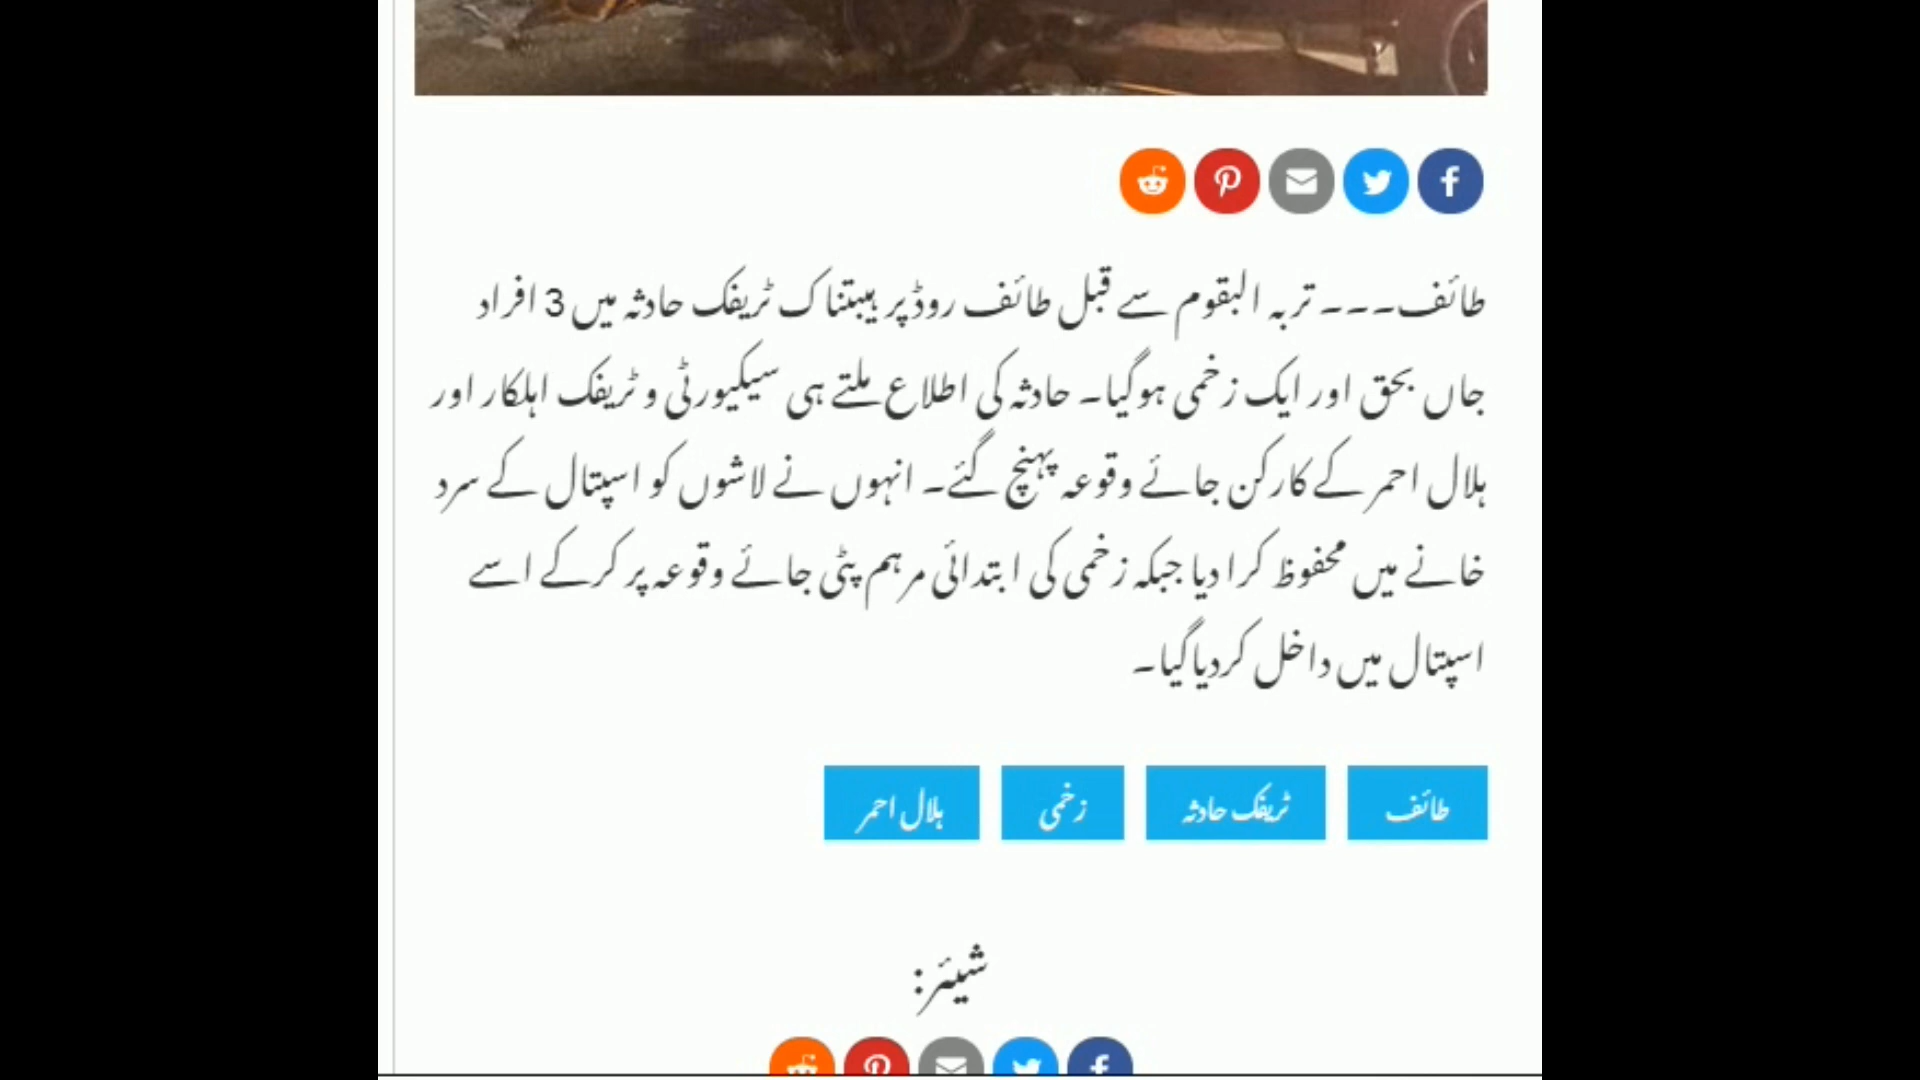 طائف۔۔۔ تربہ البقوم سے قبل طائف روڈ پر ہیبتناک ٹریفک حادثہ میں 3 افراد
جاں بحق اور ایک زخمی ہوگیا۔ حادثہ کی اطلاع ملتے ہی سیکیورٹی و ٹریفک اہلکار اور
ہلال احمر کے کارکن جائے وقوعہ پہنچ گئے۔ انہوں نے لاشوں کو اسپتال کے سرد
خانے میں محفوظ کرا دیا جبکہ زخمی کی ابتدائی مرہم پٹی جائے وقوعہ پر کرکے اسے
اسپتال میں داخل کردیاگیا۔
طائف ٹریفک حادثہ زخمی ہلال احمر
شیئر: